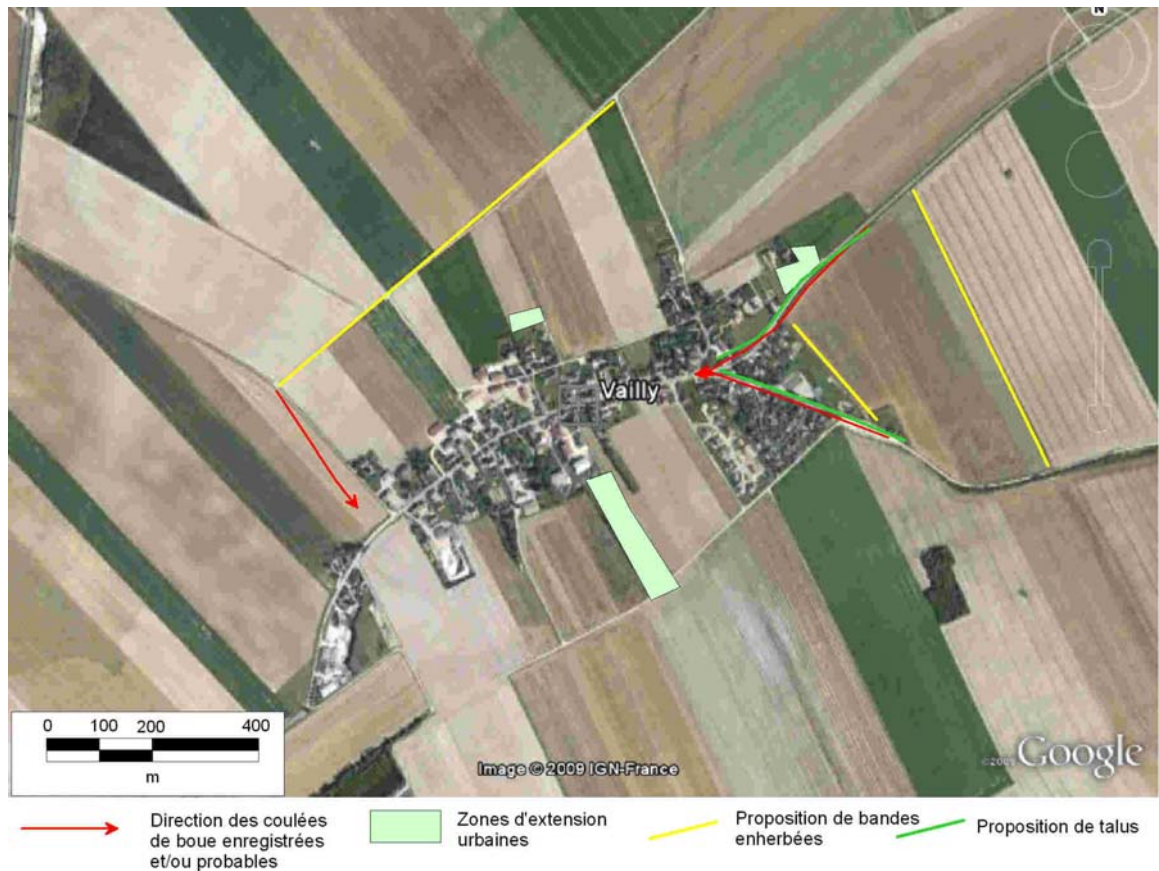 N
Vailly
0 100 200 400
m
Image © 2009 IGN-France
©2009 Google
Direction des coulées
de boue enregistrées
et/ou probables
Zones d'extension
urbaines
Proposition de bandes
enherbées
Proposition de talus